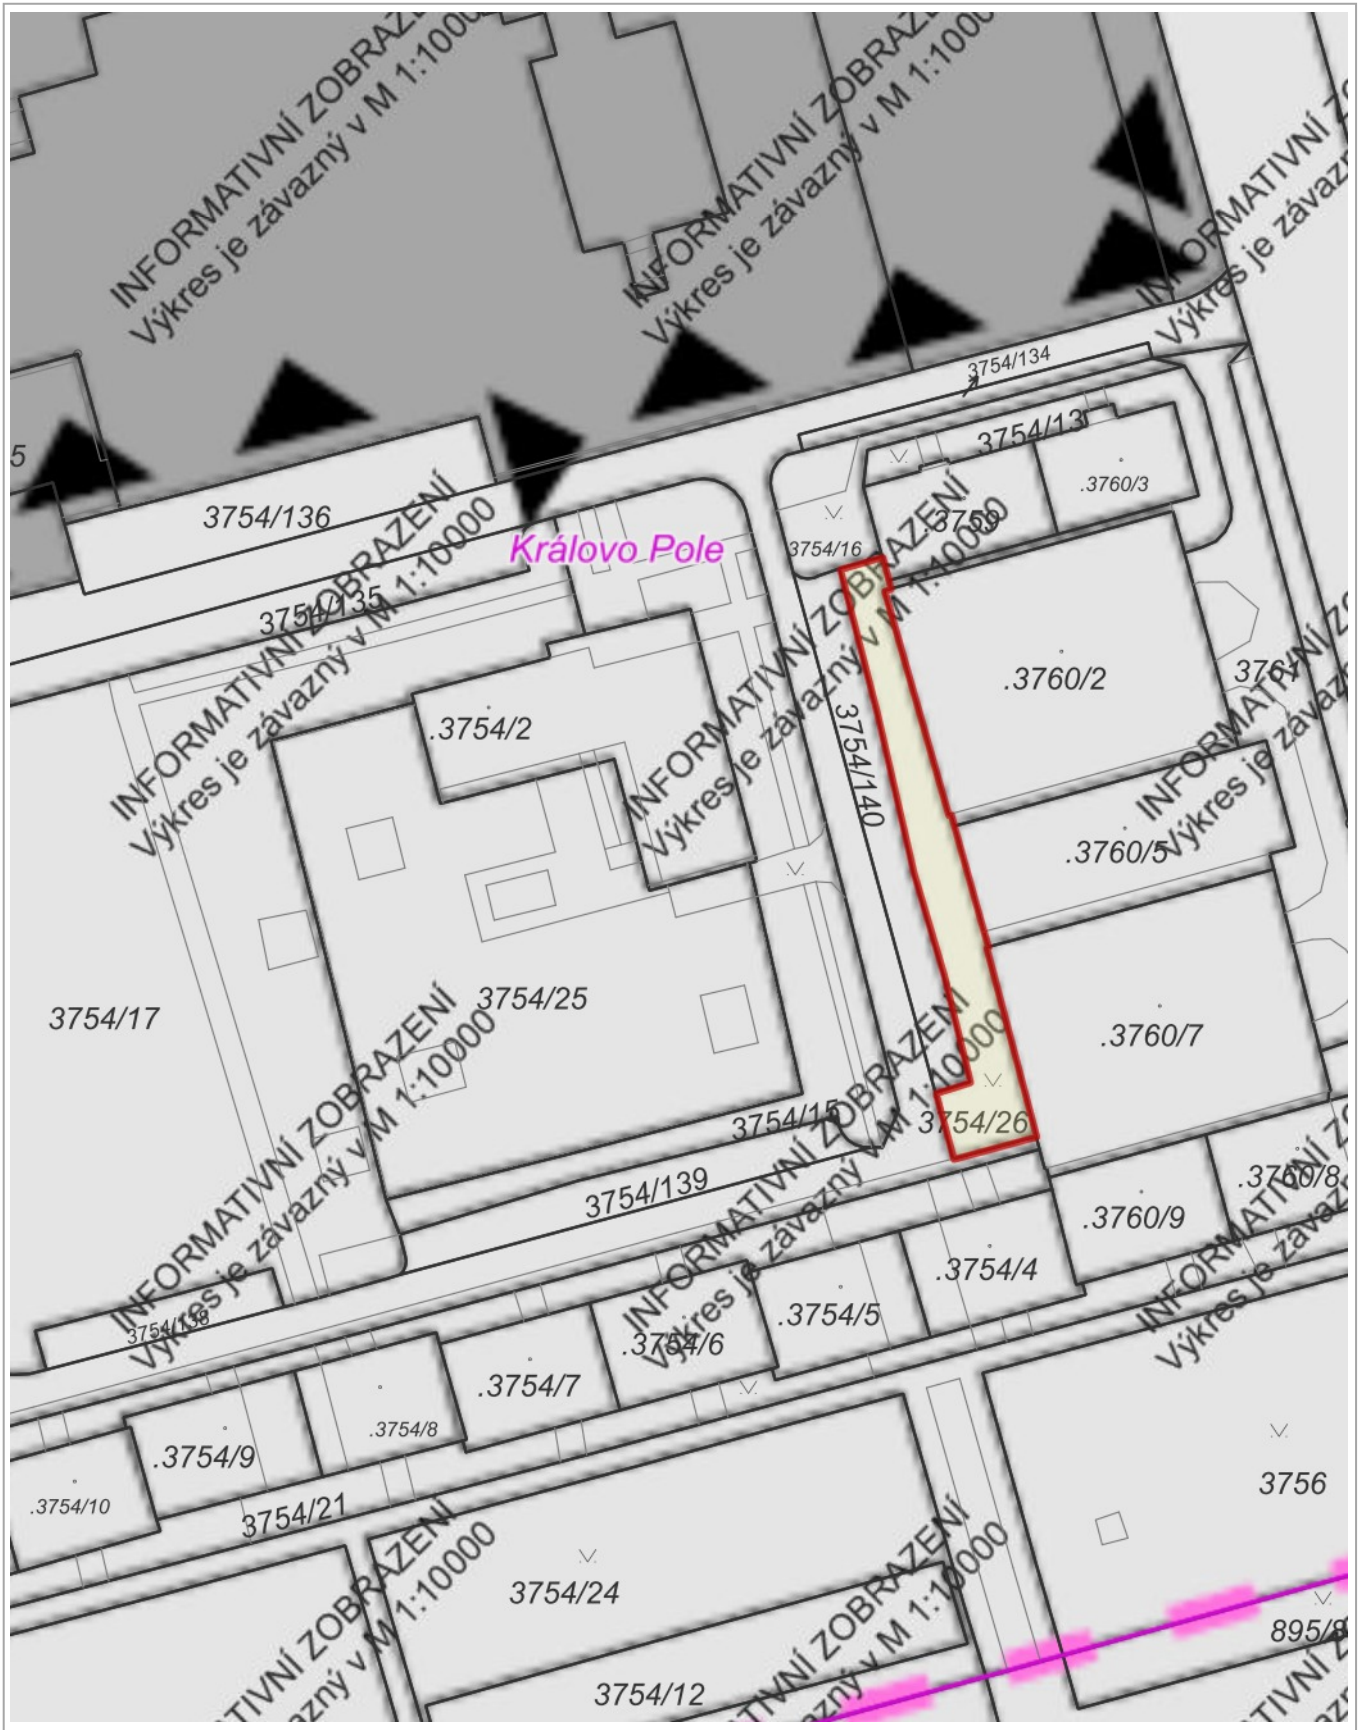 INFORMATIVNÍ ZOBRAZENÍ
Výkres je závazný v M 1:10000
INFORMATIVNÍ ZOBRAZENÍ
Výkres je závazný v M 1:10000
3754/134
3754/13
.3760/3
3754/136
.3759
Královo Pole
3754/16
3754/135
INFORMATIVNÍ ZOBRAZENÍ
Výkres je závazný v M 1:10000
INFORMATIVNÍ ZOBRAZENÍ
Výkres je závazný v M 1:10000
.3760/2
3761
.3754/2
3754/140
.3760/5
3754/25
3754/17
.3760/7
3754/15
3754/26
3754/139
.3760/8
.3760/9
.3754/4
INFORMATIVNÍ ZOBRAZENÍ
Výkres je závazný v M 1:10000
INFORMATIVNÍ ZOBRAZENÍ
Výkres je závazný v M 1:10000
.3754/5
3754/138
.3754/6
.3754/7
.3754/8
.3754/9
3756
.3754/10
3754/21
3754/24
3754/12